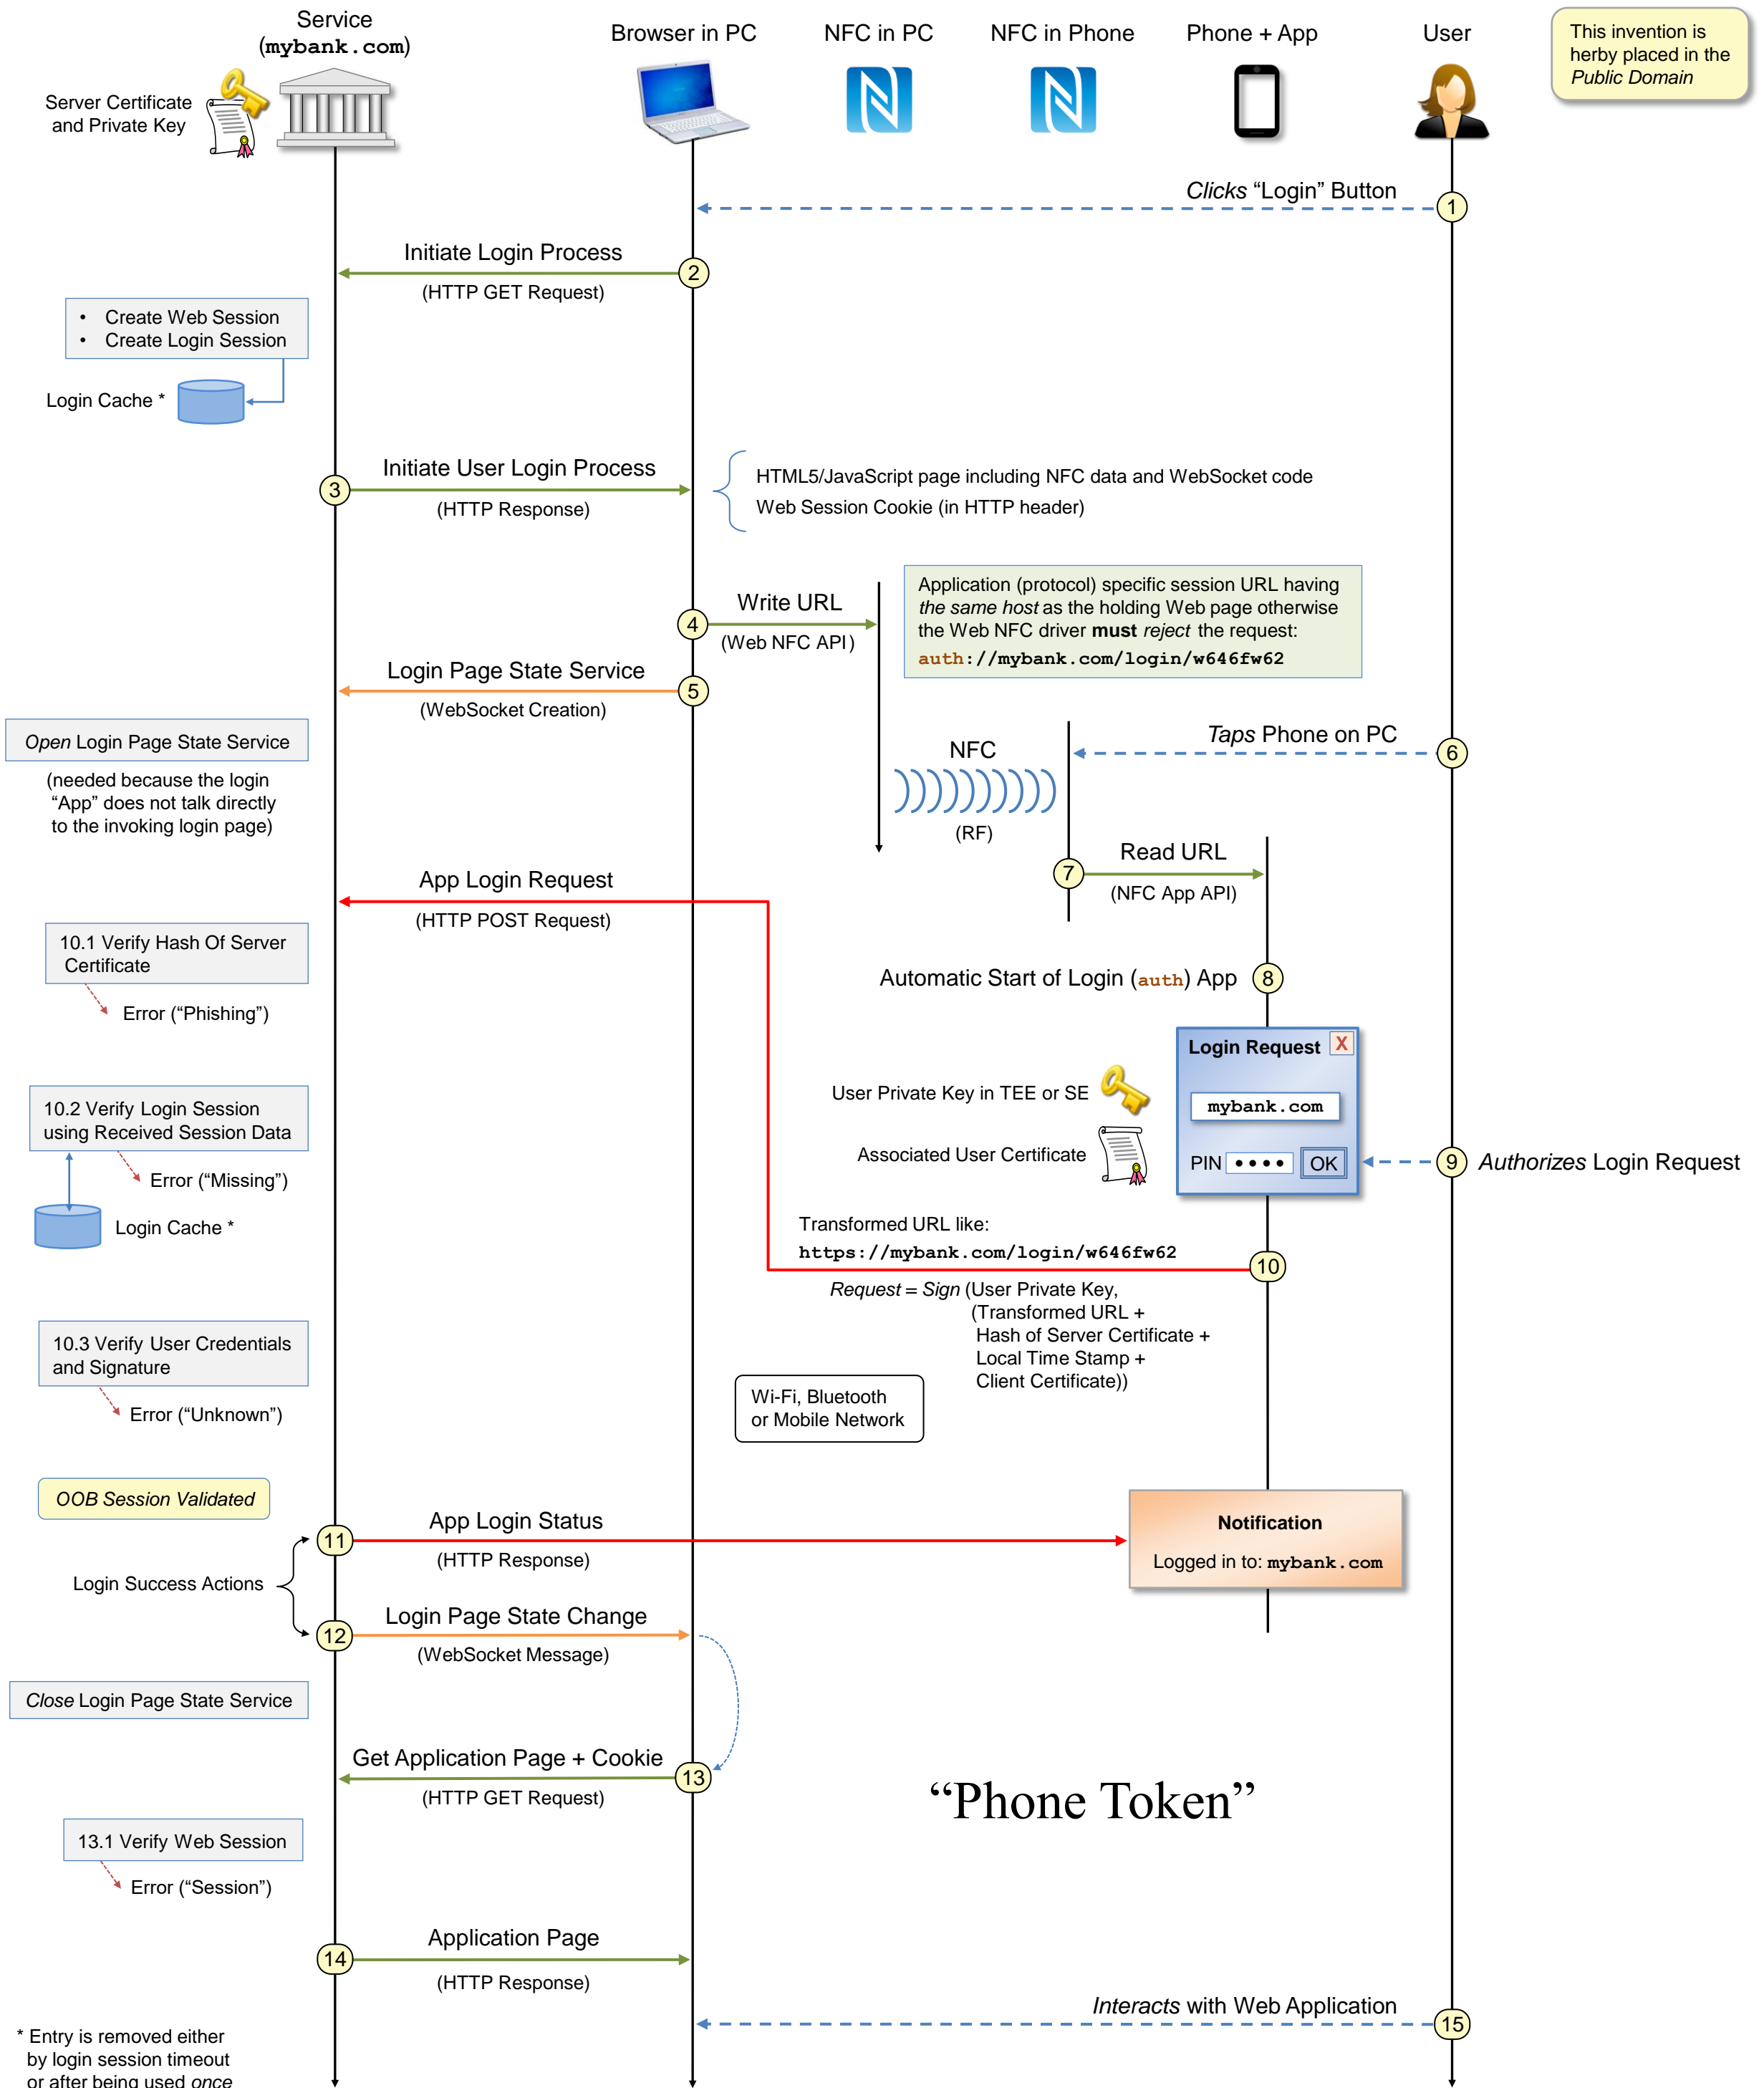 Service
(mybank.com)
Browser in PC
NFC in PC
NFC in Phone
Phone + App
User
This invention is
herby placed in the
Public Domain
Server Certificate
and Private Key
Clicks “Login” Button
1
Initiate Login Process
2
(HTTP GET Request)
• Create Web Session
• Create Login Session
Login Cache *
Initiate User Login Process
3
(HTTP Response)
HTML5/JavaScript page including NFC data and WebSocket code
Web Session Cookie (in HTTP header)
Write URL
4
(Web NFC API)
Application (protocol) specific session URL having
the same host as the holding Web page otherwise
the Web NFC driver must reject the request:
auth://mybank.com/login/w646fw62
Login Page State Service
5
(WebSocket Creation)
Open Login Page State Service
(needed because the login
“App” does not talk directly
to the invoking login page)
Taps Phone on PC
6
NFC
(RF)
Read URL
7
(NFC App API)
App Login Request
(HTTP POST Request)
10.1 Verify Hash Of Server
Certificate
Error (“Phishing”)
Automatic Start of Login (auth) App
8
Login Request X
mybank.com
PIN •••• OK
User Private Key in TEE or SE
Associated User Certificate
9
Authorizes Login Request
10.2 Verify Login Session
using Received Session Data
Error (“Missing”)
Login Cache *
Transformed URL like:
https://mybank.com/login/w646fw62
10
Request = Sign (User Private Key,
(Transformed URL +
Hash of Server Certificate +
Local Time Stamp +
Client Certificate))
10.3 Verify User Credentials
and Signature
Error (“Unknown”)
Wi-Fi, Bluetooth
or Mobile Network
OOB Session Validated
App Login Status
11
(HTTP Response)
Notification
Logged in to: mybank.com
Login Success Actions
Login Page State Change
12
(WebSocket Message)
Close Login Page State Service
Get Application Page + Cookie
13
(HTTP GET Request)
“Phone Token”
13.1 Verify Web Session
Error (“Session”)
Application Page
14
(HTTP Response)
Interacts with Web Application
15
* Entry is removed either
by login session timeout
or after being used once